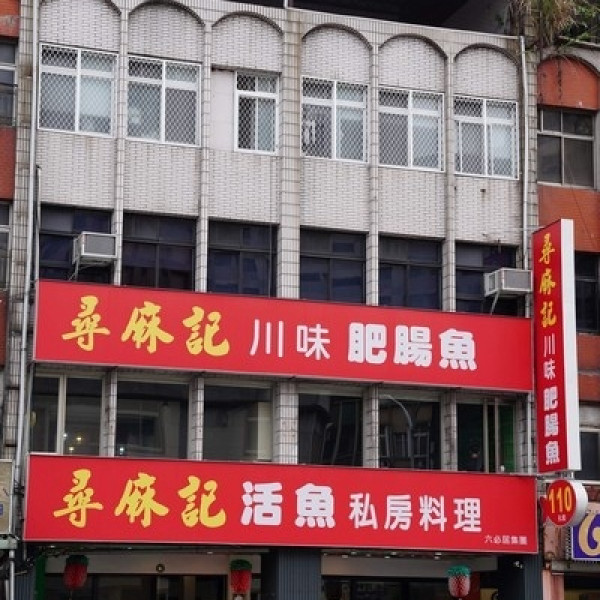 尋麻記 川味 肥腸魚
尋麻記 活魚 私房料理
六必居集團
尋麻記 川味 肥腸魚
110